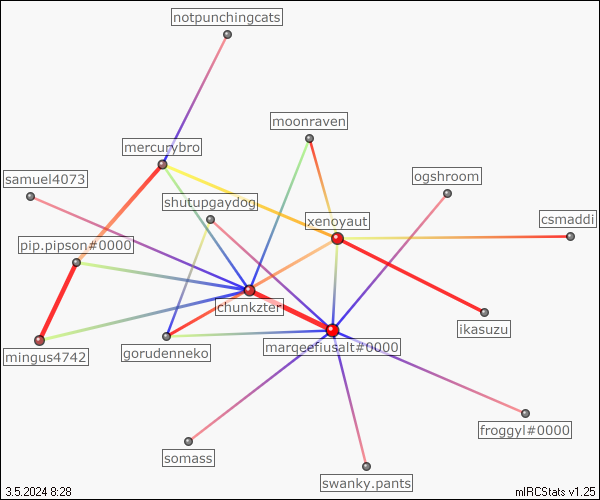 notpunchingcats
moonraven
mercurybro
ogshroom
samuel4073
shutupgaydog
csmaddi
xenoyaut
pip.pipson#0000
chunkzter
ikasuzu
marqeefiusalt#0000
gorudenneko
mingus4742
froggyl#0000
somass
swanky.pants
3.5.2024 8:28
mIRCStats v1.25